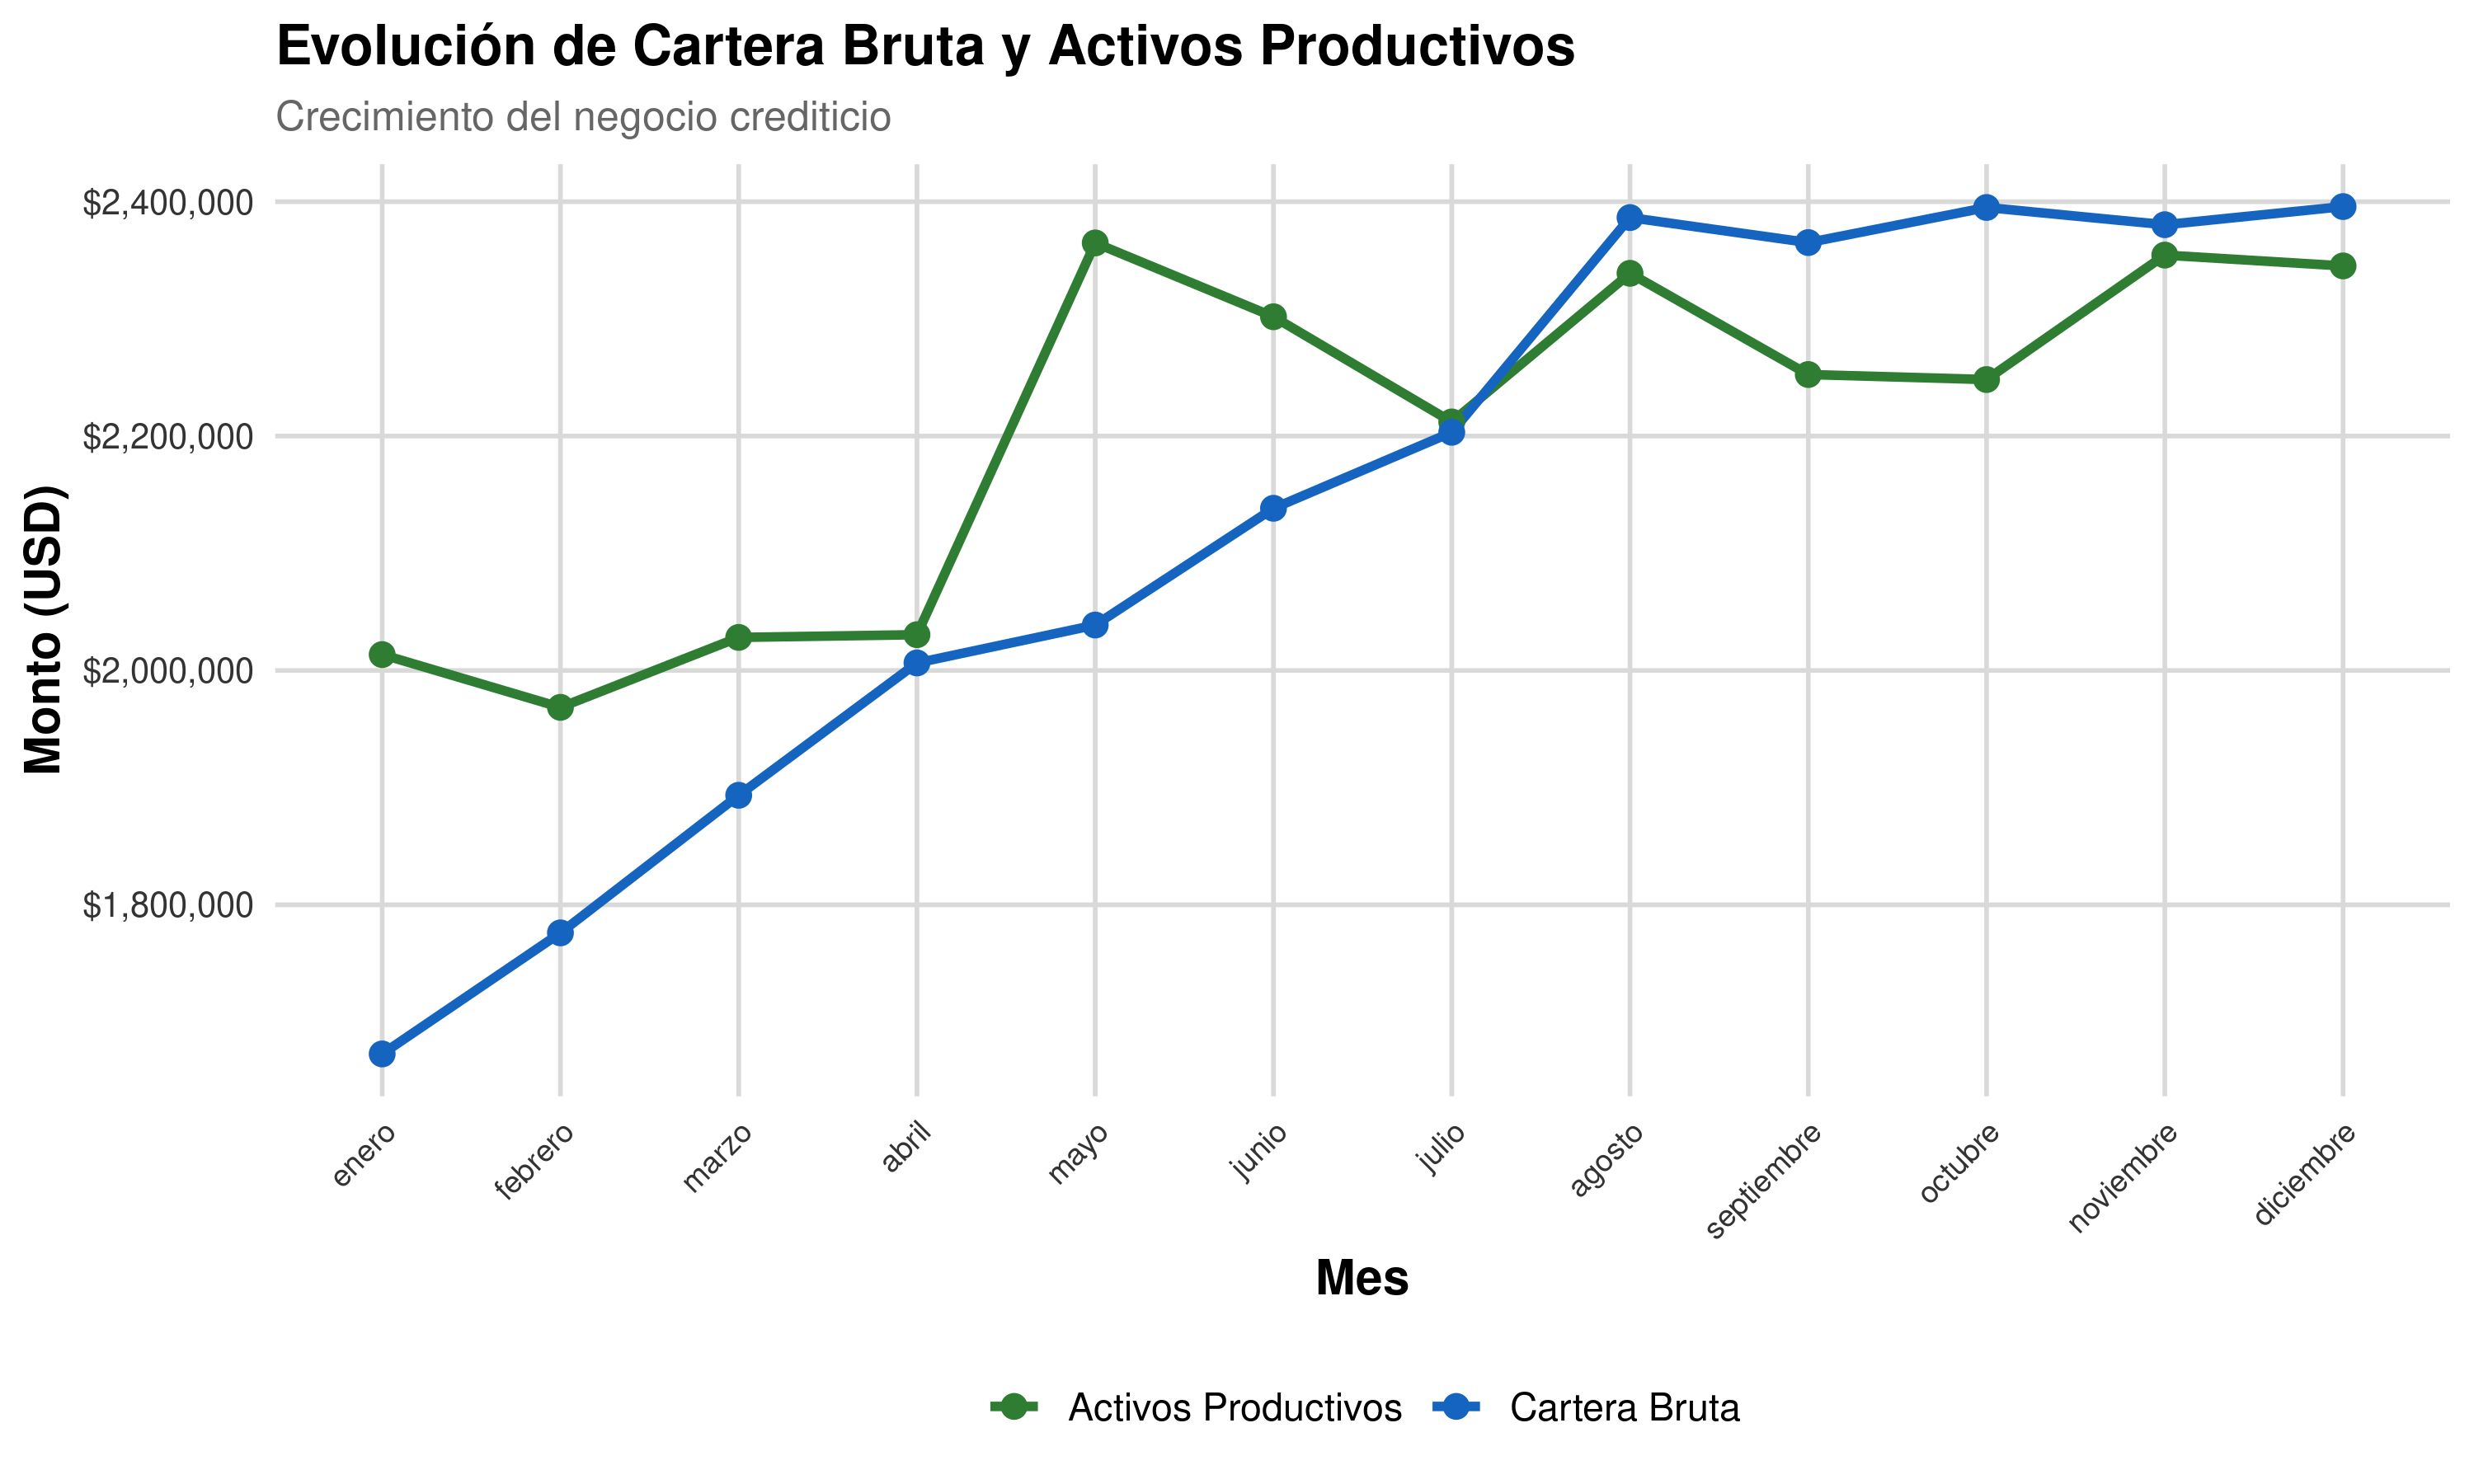 Evolución de Cartera Bruta y Activos Productivos
Crecimiento del negocio crediticio
$2,400,000
$2,200,000
$2,000,000
$1,800,000
Monto (USD)
enero
febrero
marzo
abril
mayo
junio
julio
agosto
septiembre
octubre
noviembre
diciembre
Mes
Activos Productivos
Cartera Bruta